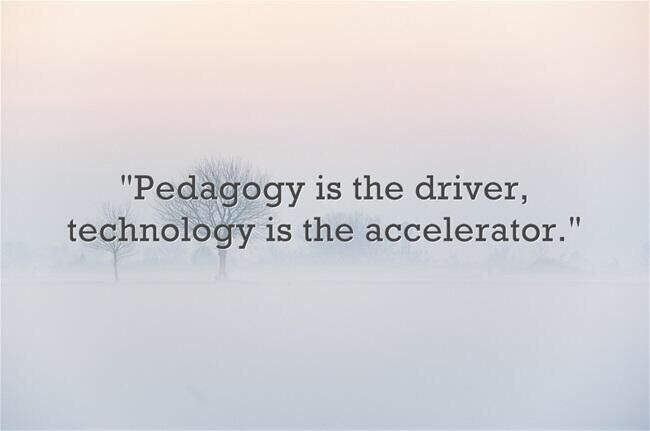 "Pedagogy is the driver,
technology is the accelerator."